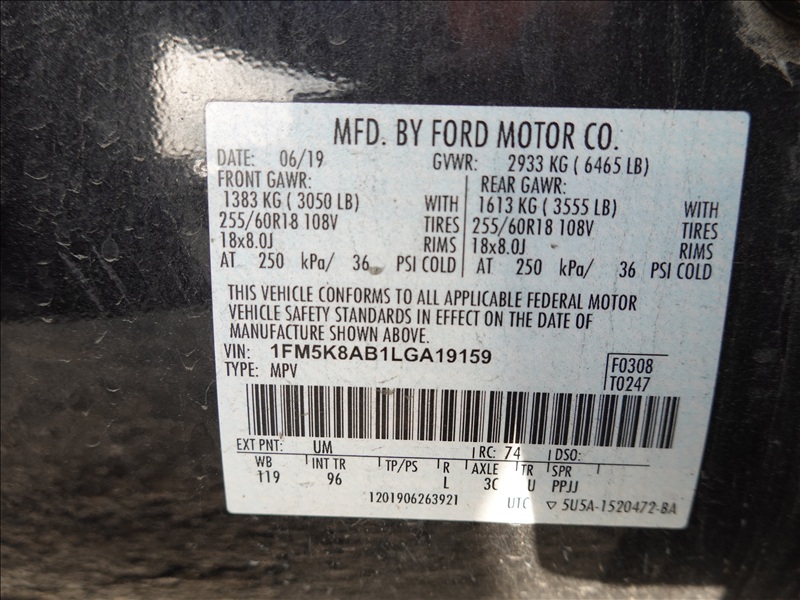 MFD. BY FORD MOTOR CO.
DATE: 06/19 GVWR: 2933 KG ( 6465 LB)
FRONT GAWR: REAR GAWR:
1383 KG ( 3050 LB) WITH 1613 KG ( 3555 LB) WITH
255/60R18 108V TIRES 255/60R18 108V TIRES
18x8.0J RIMS 18x8.0J RIMS
AT 250 kPa/ 36 PSI COLD AT 250 kPa/ 36 PSI COLD
THIS VEHICLE CONFORMS TO ALL APPLICABLE FEDERAL MOTOR
VEHICLE SAFETY STANDARDS IN EFFECT ON THE DATE OF
MANUFACTURE SHOWN ABOVE.
VIN: 1FM5K8AB1LGA19159
TYPE: MPV
F0308
T0247
EXT PNT: UM RC: 74 DSO:
WB INT TR TP/PS R AXLE TR SPR
119 96 L 3C U PPJJ
1201906263921 UTC ▽ 5U5A-1520472-BA